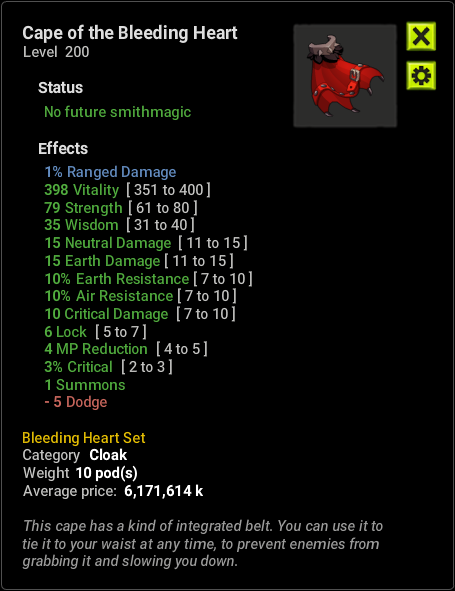 Cape of the Bleeding Heart
Level 200
Status
No future smithmagic
Effects
1% Ranged Damage
398 Vitality [ 351 to 400 ]
79 Strength [ 61 to 80 ]
35 Wisdom [ 31 to 40 ]
15 Neutral Damage [ 11 to 15 ]
15 Earth Damage [ 11 to 15 ]
10% Earth Resistance [ 7 to 10 ]
10% Air Resistance [ 7 to 10 ]
10 Critical Damage [ 7 to 10 ]
6 Lock [ 5 to 7 ]
4 MP Reduction [ 4 to 5 ]
3% Critical [ 2 to 3 ]
1 Summons
- 5 Dodge
Bleeding Heart Set
Category Cloak
Weight 10 pod(s)
Average price: 6,171,614 k
This cape has a kind of integrated belt. You can use it to
tie it to your waist at any time, to prevent enemies from
grabbing it and slowing you down.